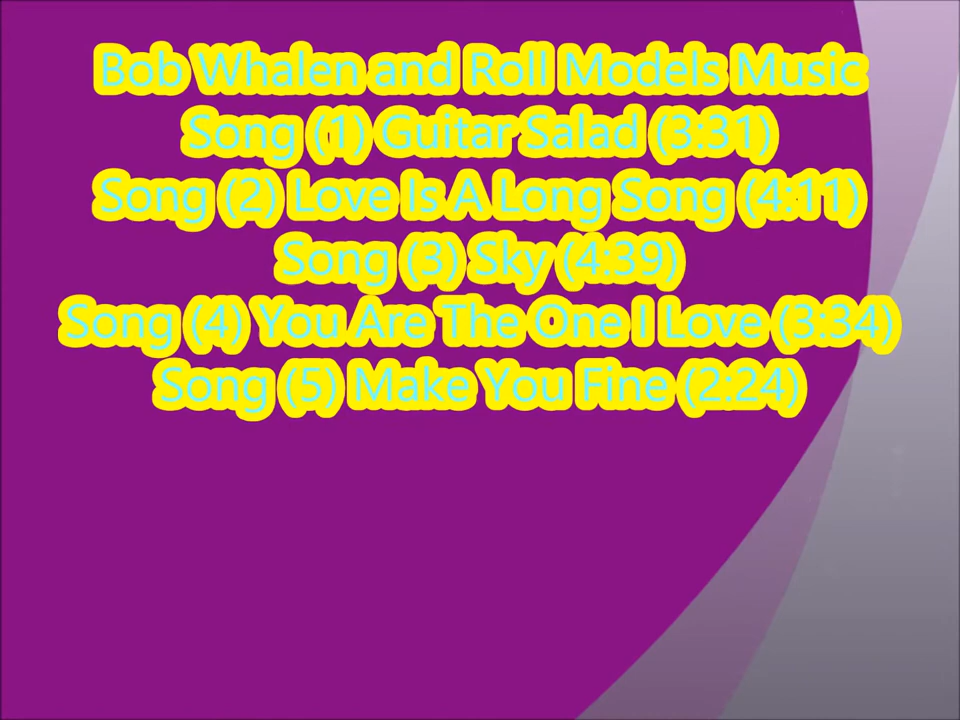 Bob Whalen and Roll Models Music
Song (1) Guitar Salad (3:31)
Song (2) Love Is A Long Song (4:11)
Song (3) Sky (4:39)
Song (4) You Are The One I Love (3:34)
Song (5) Make You Fine (2:24)